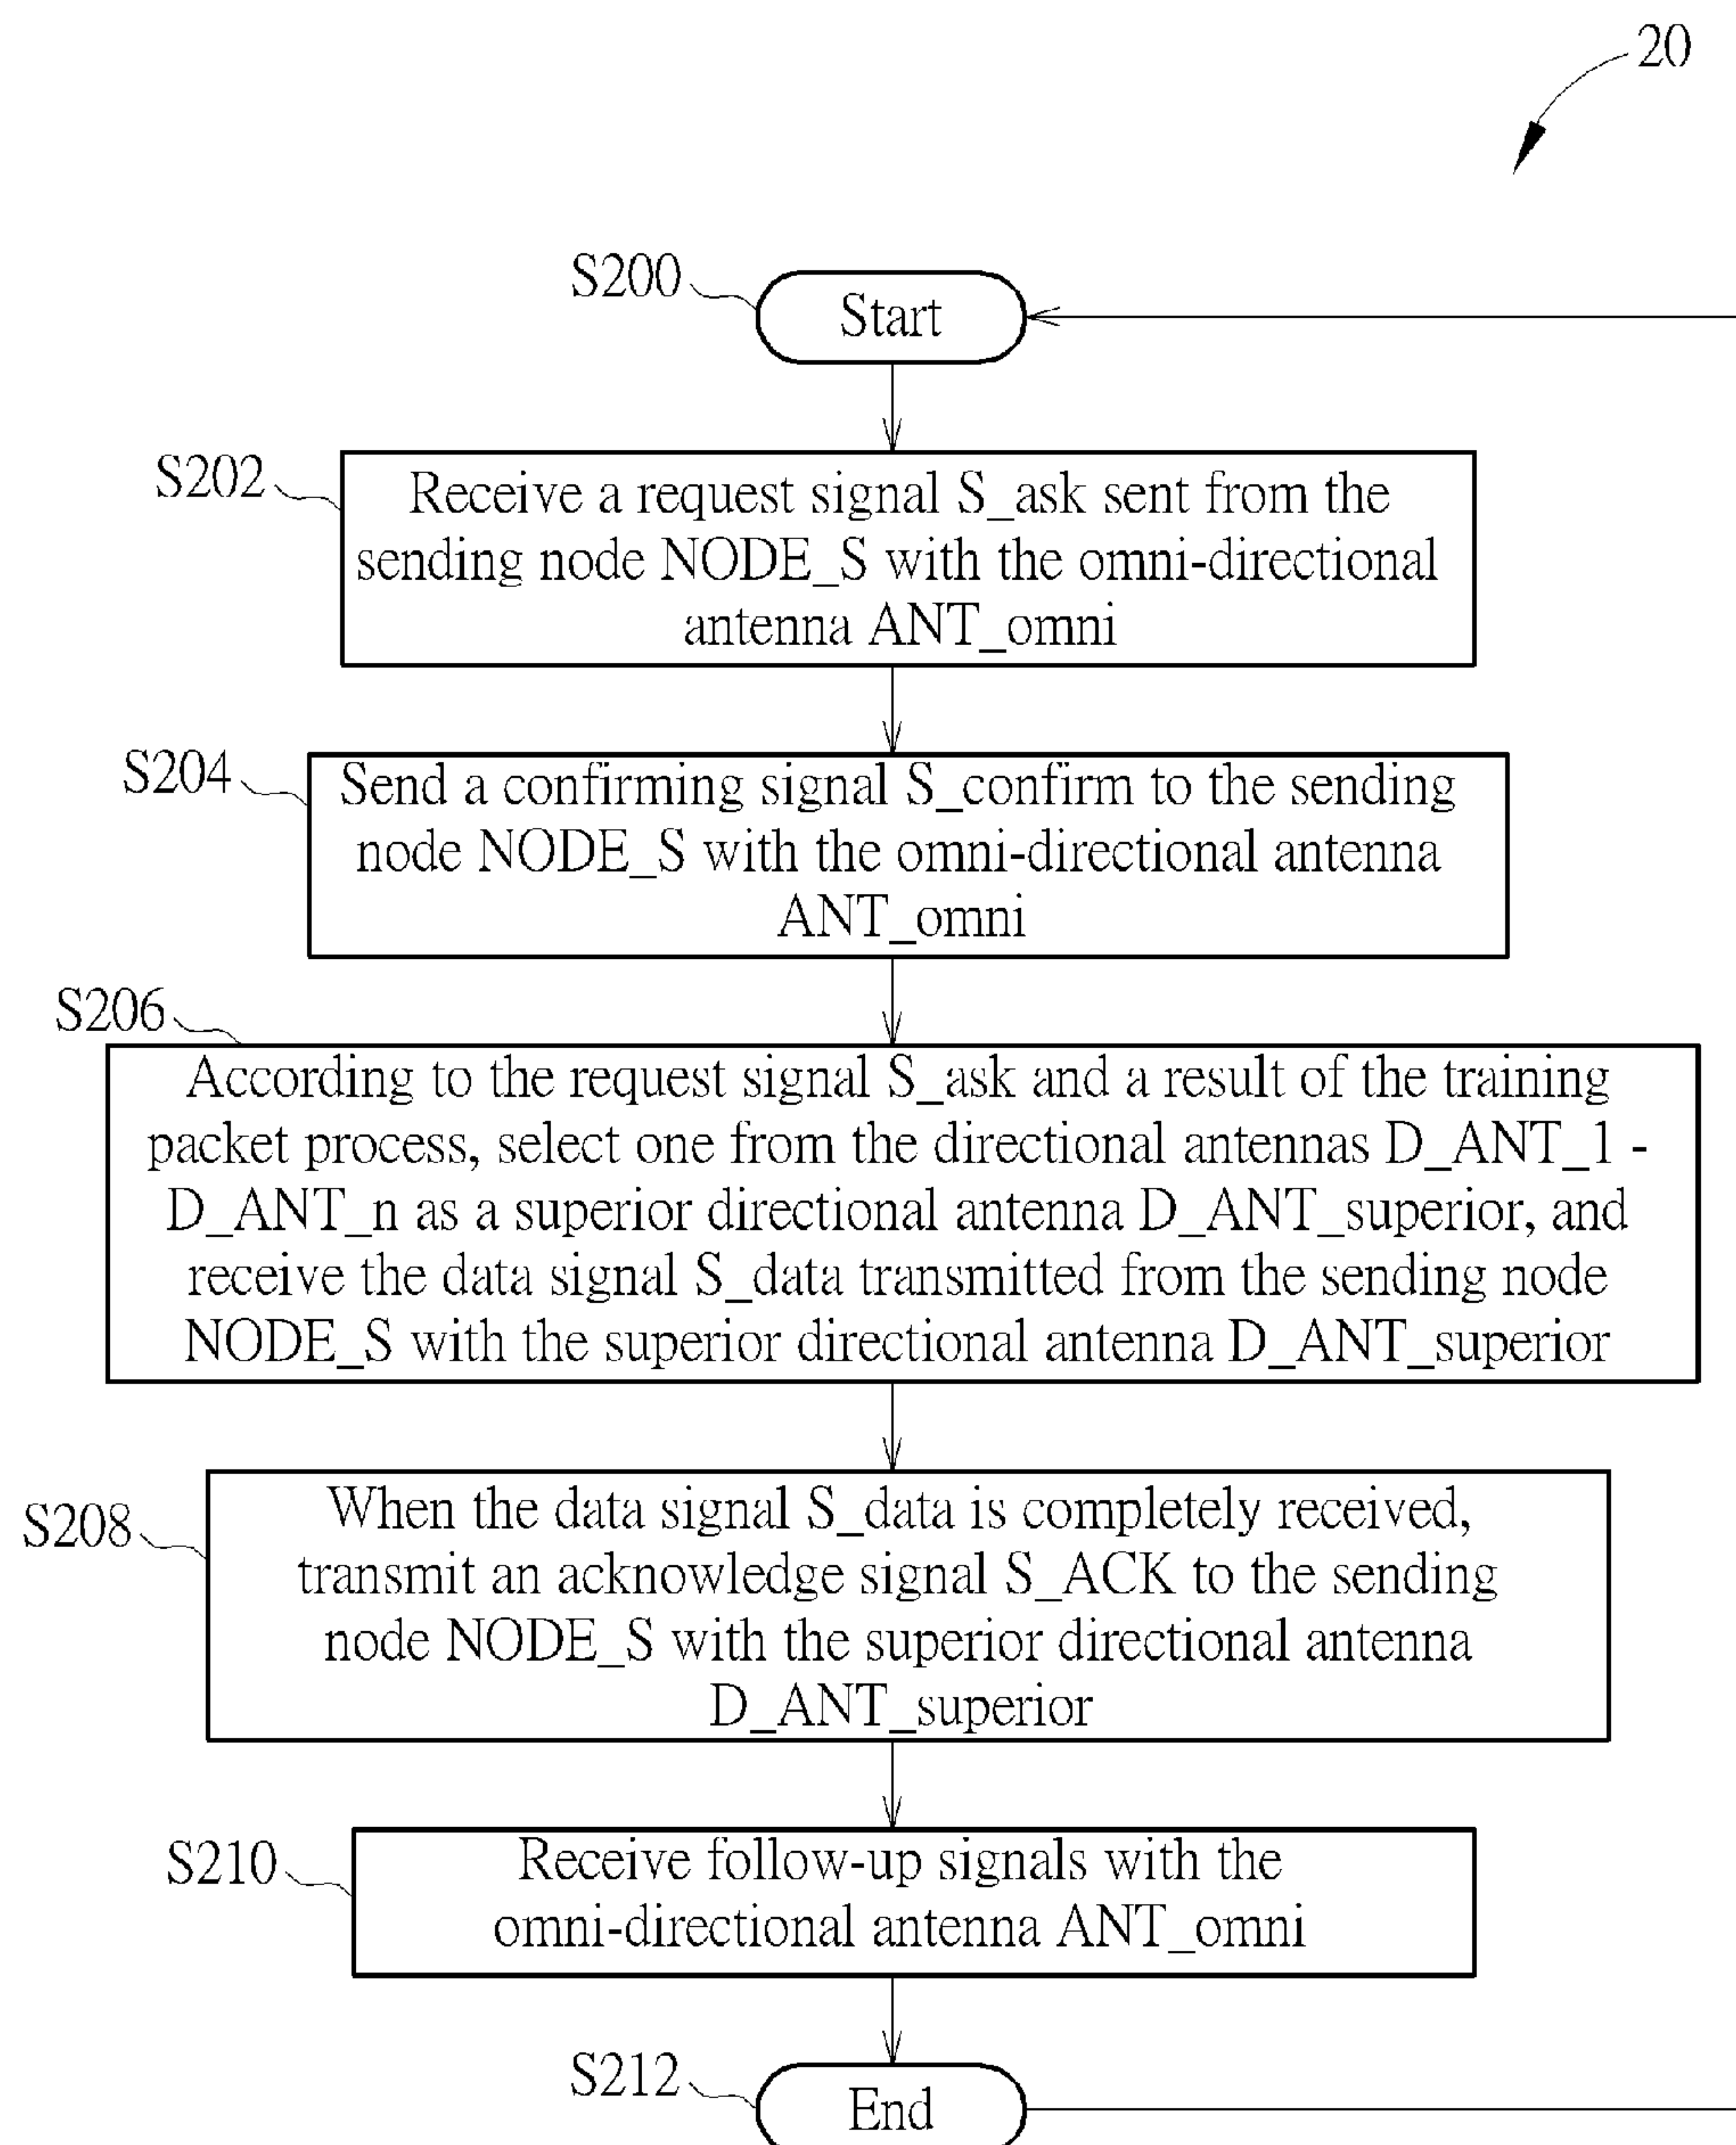 20
S200
Start
S202
Receive a request signal S_ask sent from the
sending node NODE_S with the omni-directional
antenna ANT_omni
S204
Send a confirming signal S_confirm to the sending
node NODE_S with the omni-directional antenna
ANT_omni
S206
According to the request signal S_ask and a result of the training
packet process, select one from the directional antennas D_ANT_1 -
D_ANT_n as a superior directional antenna D_ANT_superior, and
receive the data signal S_data transmitted from the sending node
NODE_S with the superior directional antenna D_ANT_superior
S208
When the data signal S_data is completely received,
transmit an acknowledge signal S_ACK to the sending
node NODE_S with the superior directional antenna
D_ANT_superior
S210
Receive follow-up signals with the
omni-directional antenna ANT_omni
S212
End